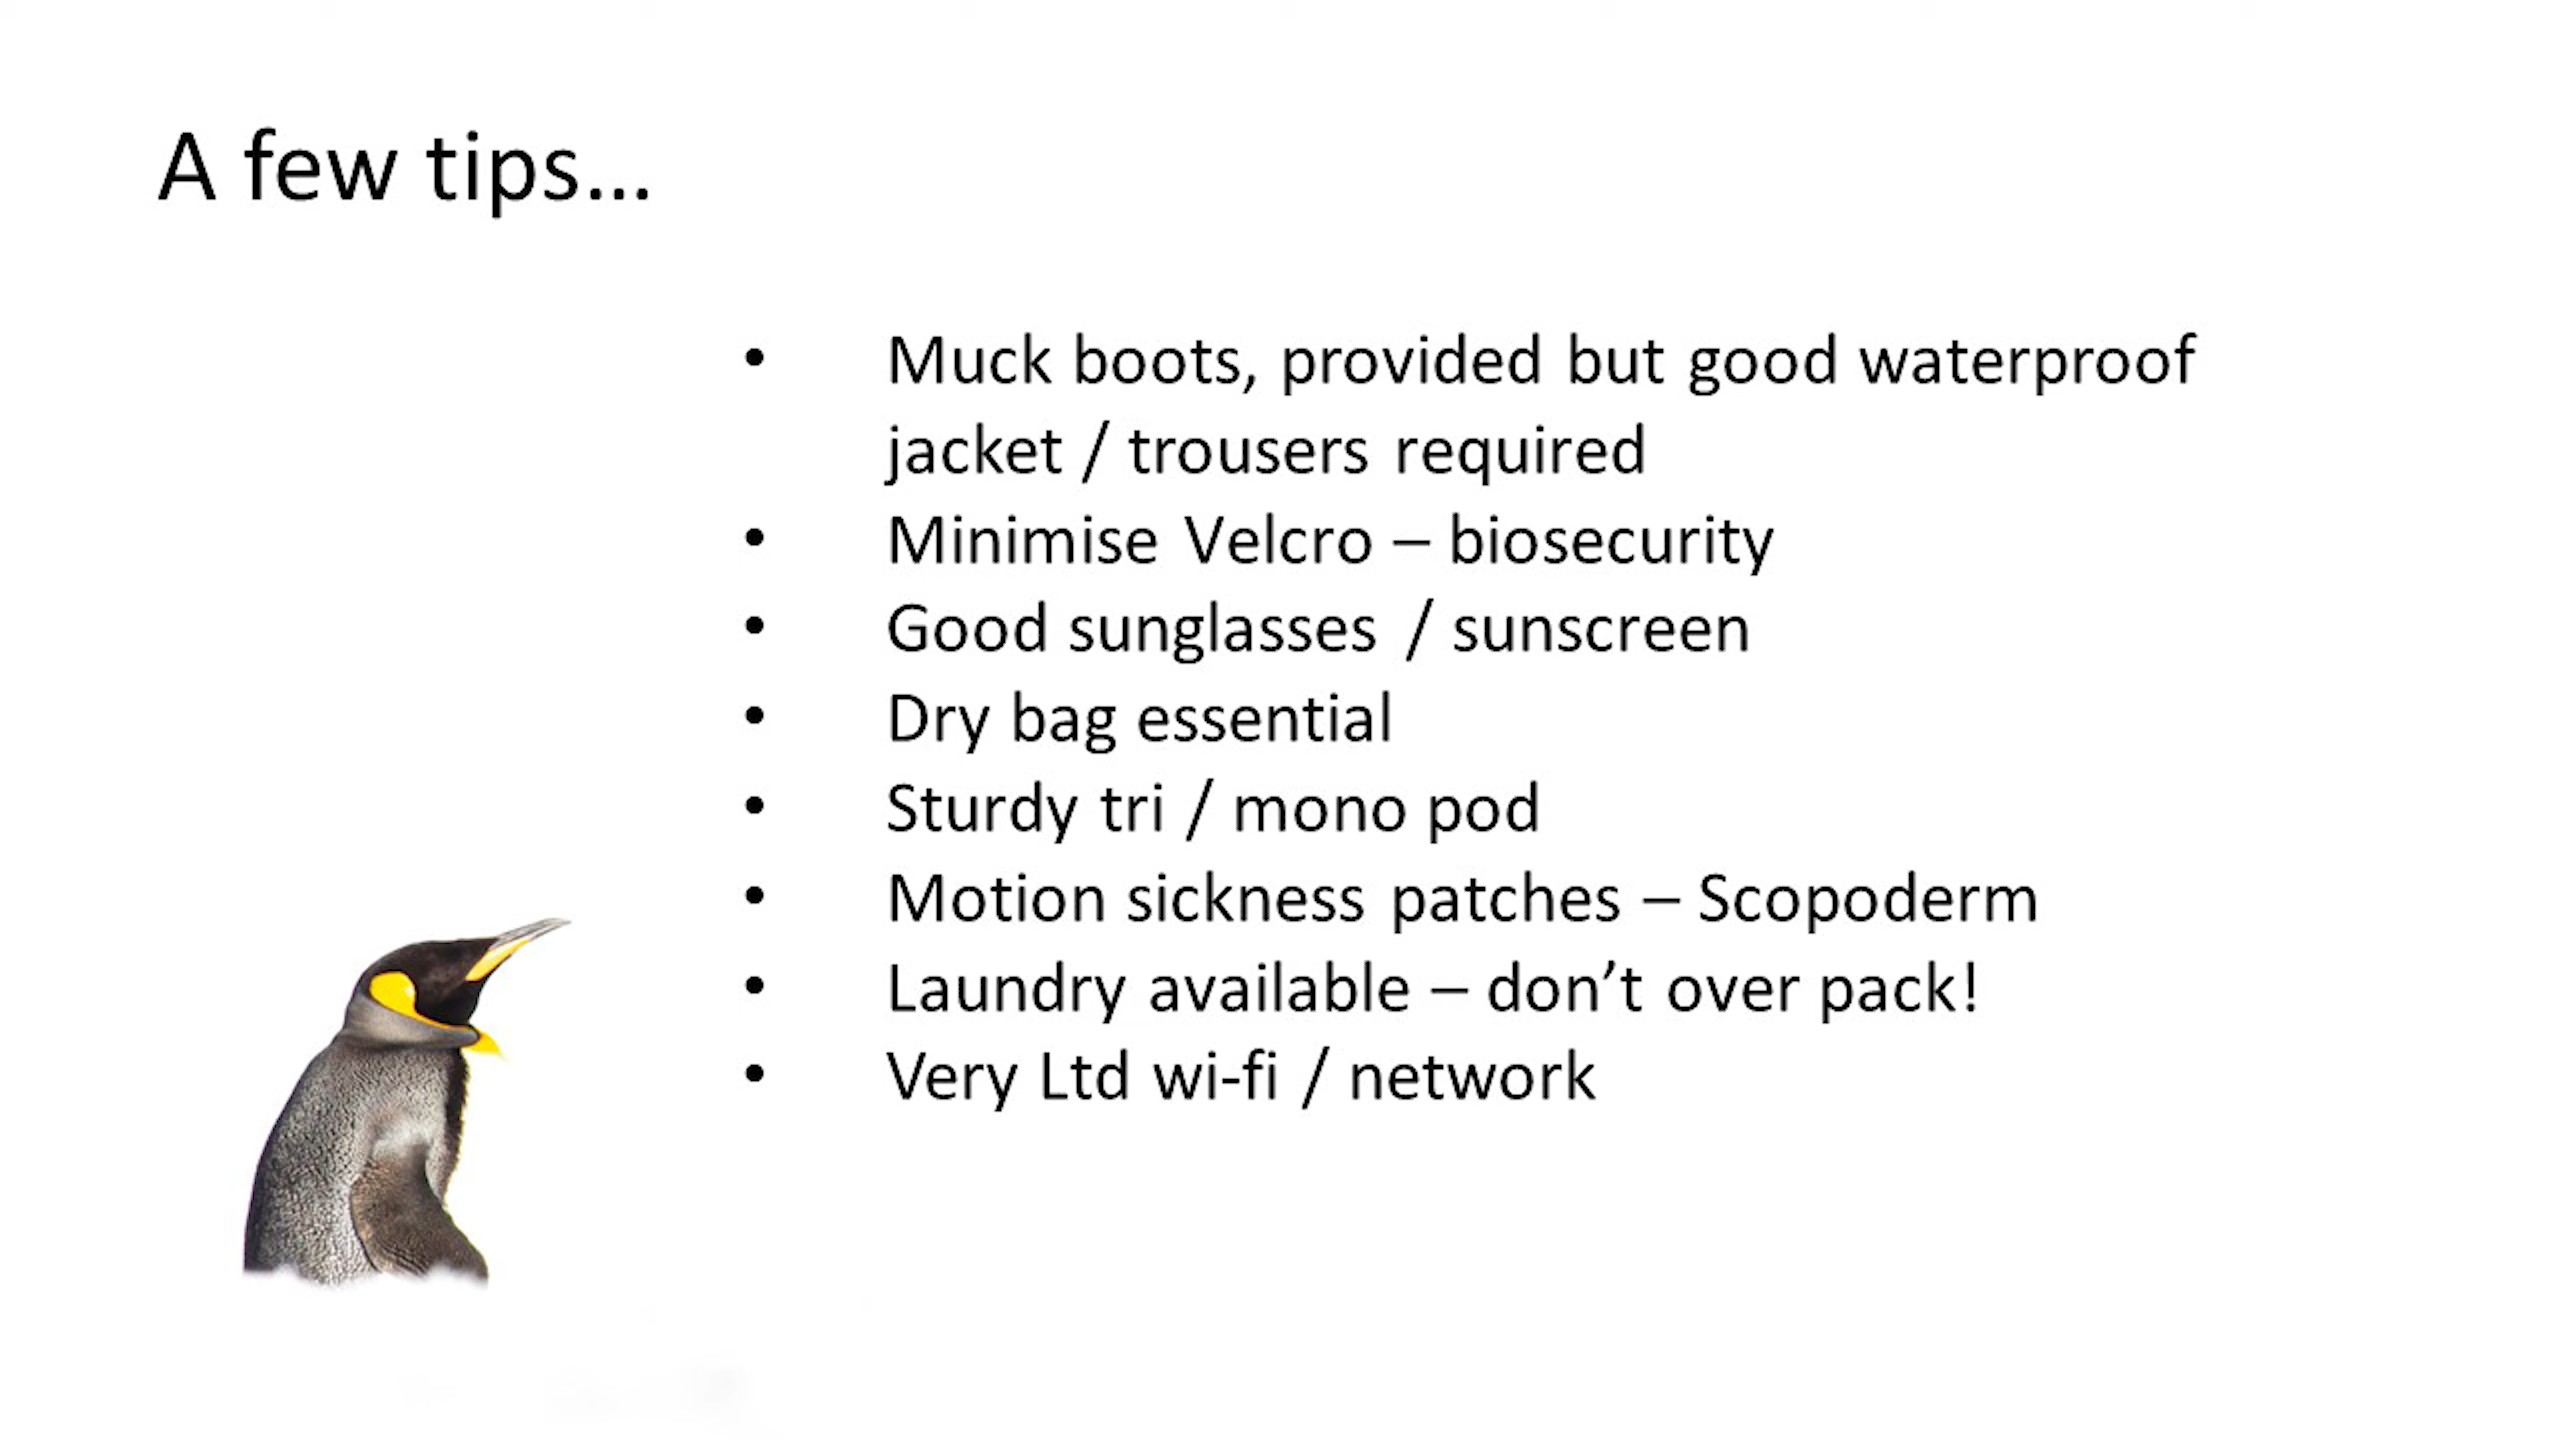 A few tips...
• Muck boots, provided but good waterproof
jacket / trousers required
• Minimise Velcro – biosecurity
• Good sunglasses / sunscreen
• Dry bag essential
• Sturdy tri / mono pod
• Motion sickness patches – Scopoderm
• Laundry available – don’t over pack!
• Very Ltd wi-fi / network